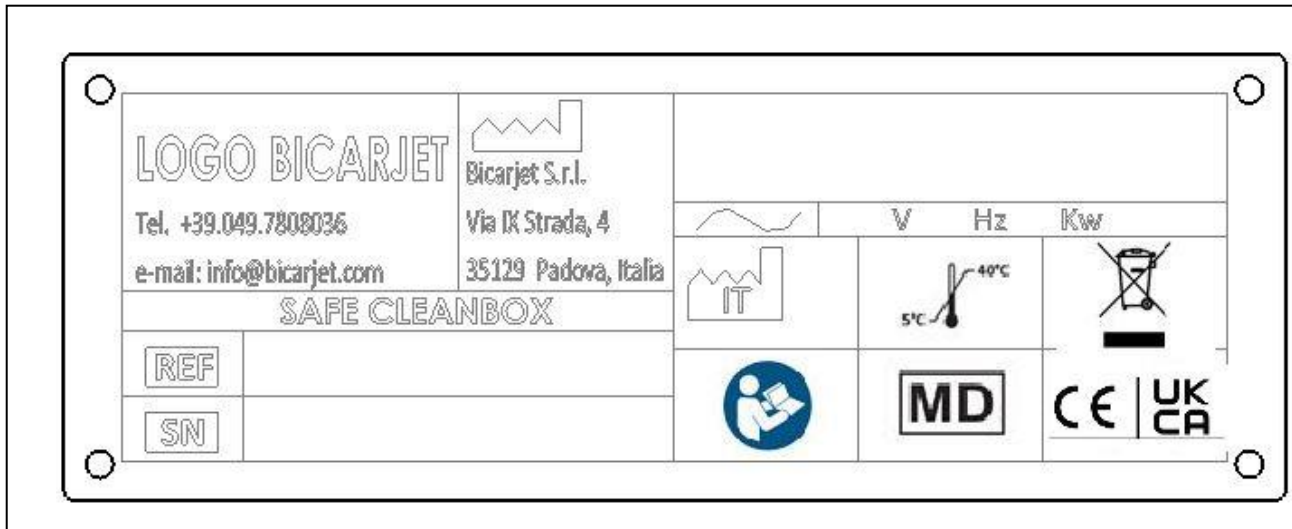 LOGO BICARJET
Tel. +39.049.7808036
e-mail: info@bicarjet.com
Bicarjet S.r.l.
Via IX Strada, 4
35129 Padova, Italia
SAFE CLEANBOX
REF
SN
V Hz Kw
IT
40°C
5°C
MD
CE UK
CA